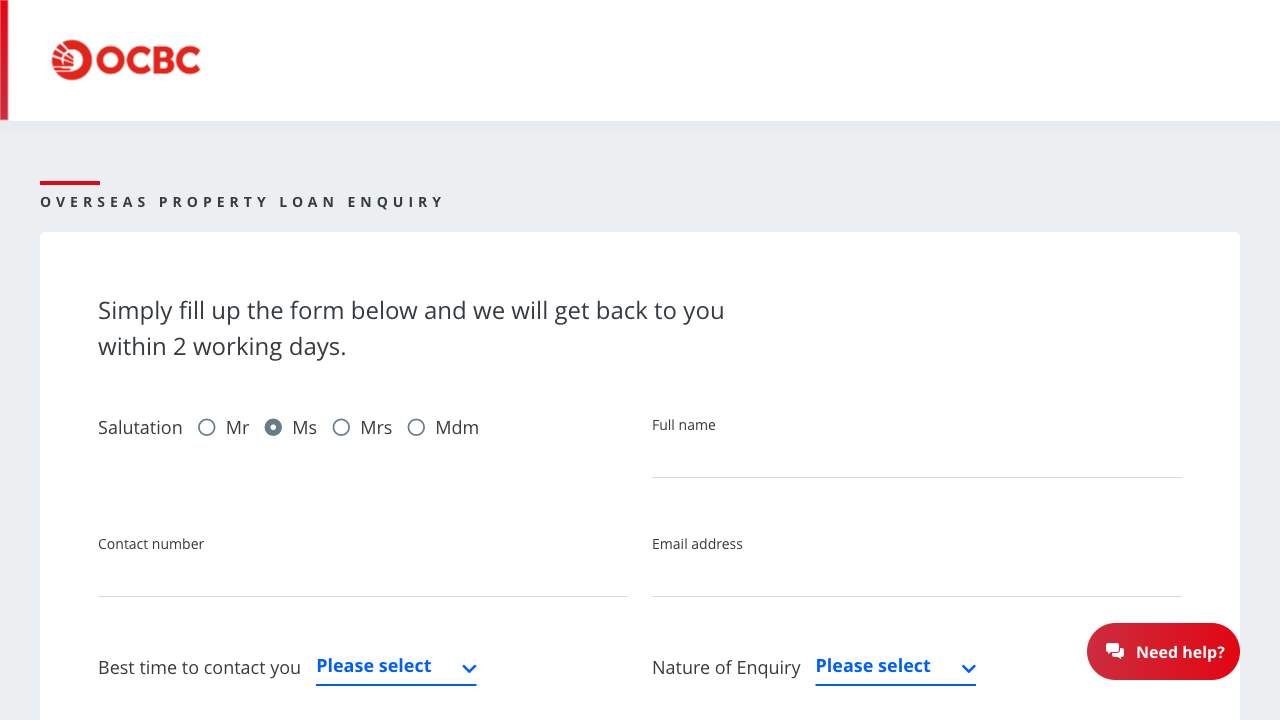 OCBC
OVERSEAS PROPERTY LOAN ENQUIRY
Simply fill up the form below and we will get back to you
within 2 working days.
Salutation Mr Ms Mrs Mdm
Full name
Contact number
Email address
Best time to contact you Please select
Nature of Enquiry Please select
Need help?